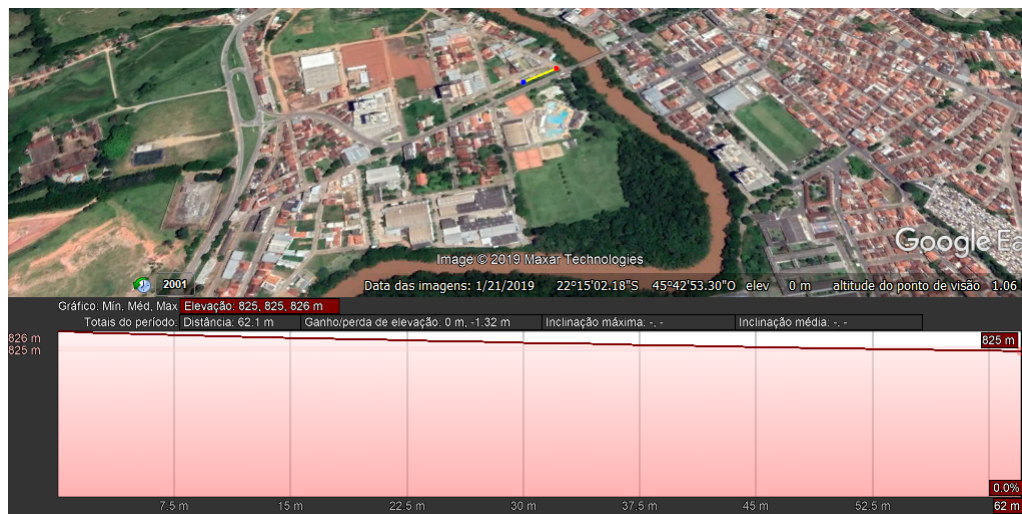 Google Ea
Image © 2019 Maxar Technologies
2001
Data das imagens: 1/21/2019 22°15'02.18"S 45°42'53.30"O elev 0 m altitude do ponto de visão 1.06
Gráfico: Mín, Méd, Max Elevação: 825, 825, 826 m
Totais do período: Distância: 62.1 m Ganho/perda de elevação: 0 m, -1.32 m Inclinação máxima: -, - Inclinação média: -, -
826 m
825 m
825 m
0.0%
7.5 m 15 m 22.5 m 30 m 37.5 m 45 m 52.5 m 62 m